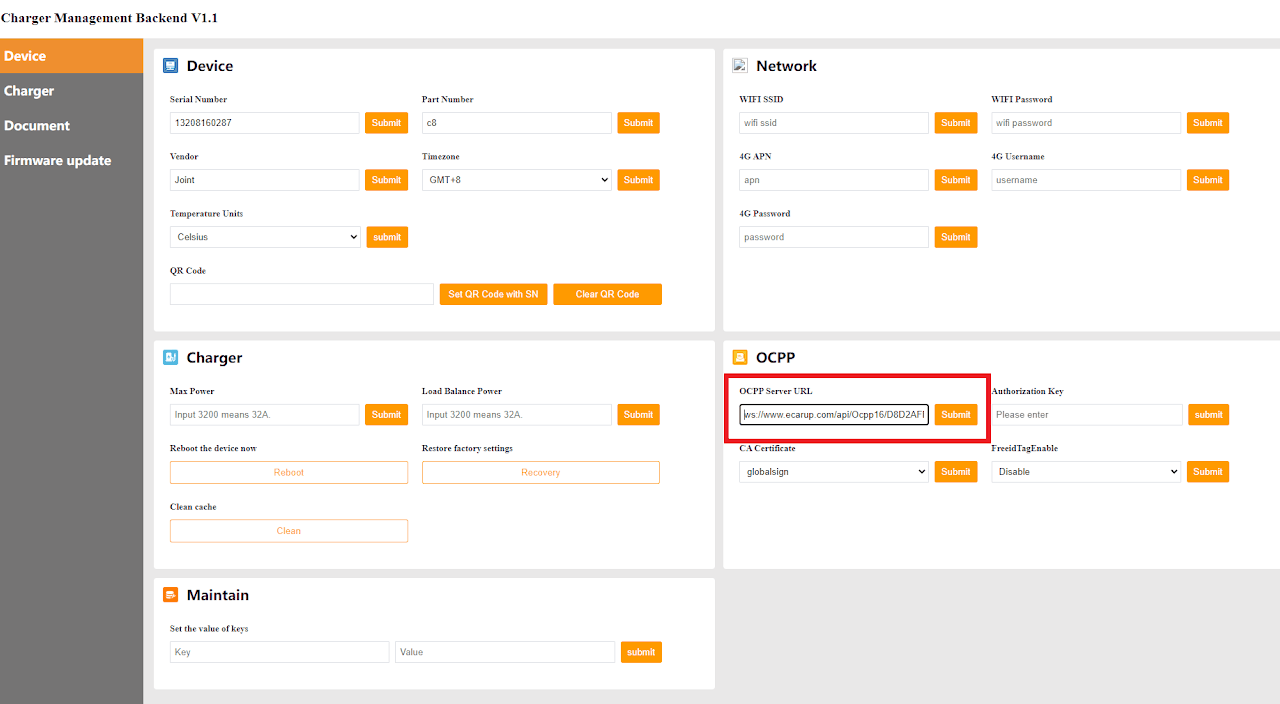 Charger Management Backend V1.1
Device
Charger
Document
Firmware update
Device
Serial Number
Part Number
13208160287
Submit
c8
Submit
Vendor
Timezone
Joint
Submit
GMT+8
Submit
Temperature Units
Celsius
submit
QR Code
Set QR Code with SN
Clear QR Code
Network
WIFI SSID
WIFI Password
wifi ssid
Submit
wifi password
Submit
4G APN
4G Username
apn
Submit
username
Submit
4G Password
password
Submit
Charger
Max Power
Load Balance Power
Input 3200 means 32A.
Submit
Input 3200 means 32A.
Submit
Reboot the device now
Restore factory settings
Reboot
Recovery
Clean cache
Clean
OCPP
OCPP Server URL
Authorization Key
ws://www.ecarup.com/api/Ocpp16/D8D2AF
Submit
Please enter
submit
CA Certificate
FreeidTagEnable
globalsign
Submit
Disable
Submit
Maintain
Set the value of keys
Key
Value
submit